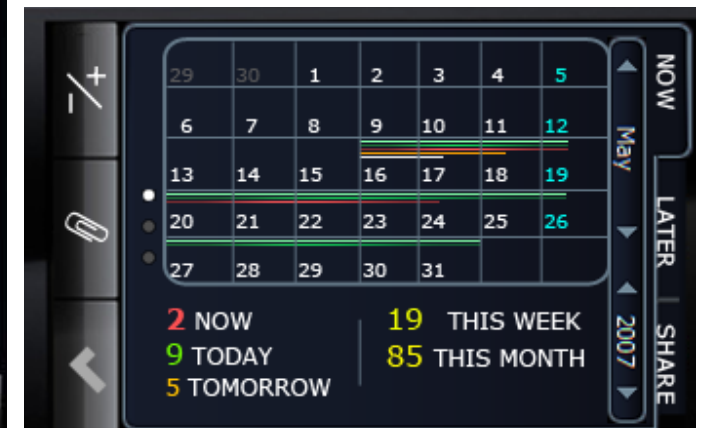 29 30 1 2 3 4 5
6 7 8 9 10 11 12
13 14 15 16 17 18 19
20 21 22 23 24 25 26
27 28 29 30 31
2 NOW
9 TODAY
5 TOMORROW
19 THIS WEEK
85 THIS MONTH
May
2007
NOW
LATER
SHARE